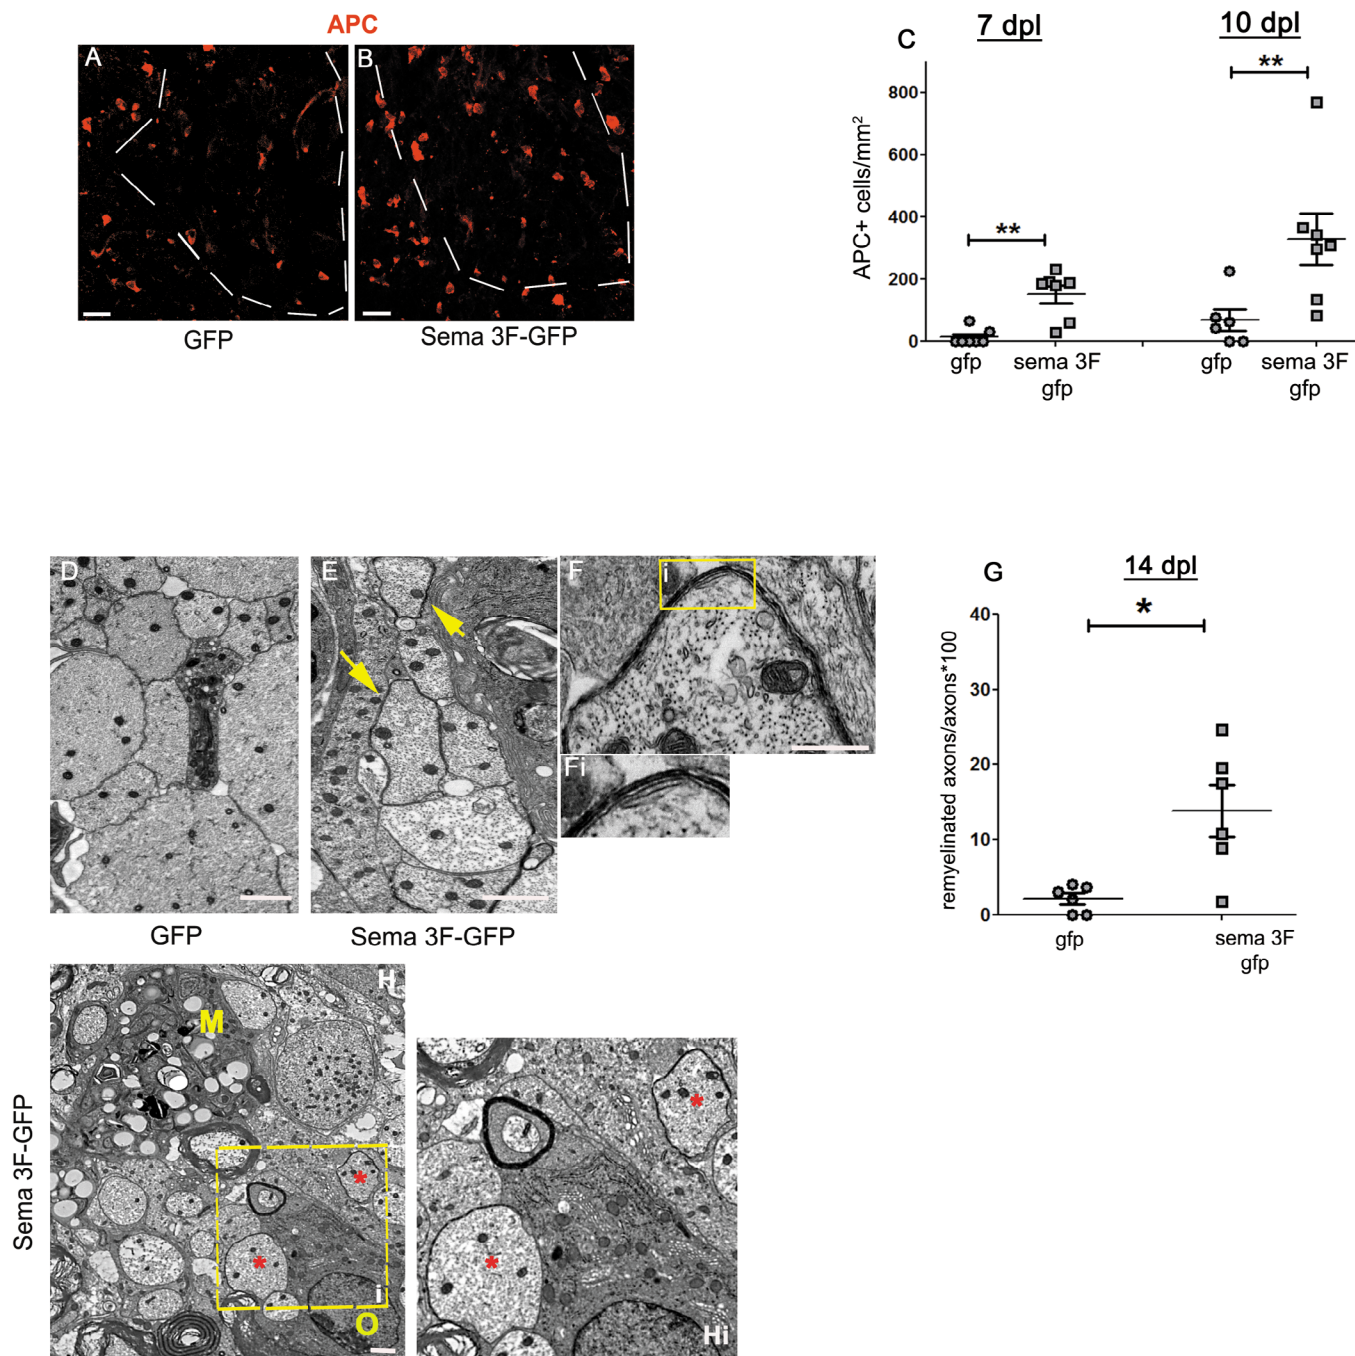 APC
A
B
GFP
Sema 3F-GFP
C
7 dpl
10 dpl
**
**
APC+ cells/mm²
800
600
400
200
0
gfp
sema 3F
gfp
gfp
sema 3F
gfp
D
E
F
i
Fi
GFP
Sema 3F-GFP
G
14 dpl
*
remyelinated axons/axons*100
40
30
20
10
0
gfp
sema 3F
gfp
Sema 3F-GFP
H
M
*
*
i
O
*
*
Hi